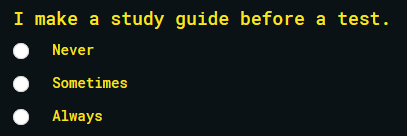 I make a study guide before a test.
Never
Sometimes
Always